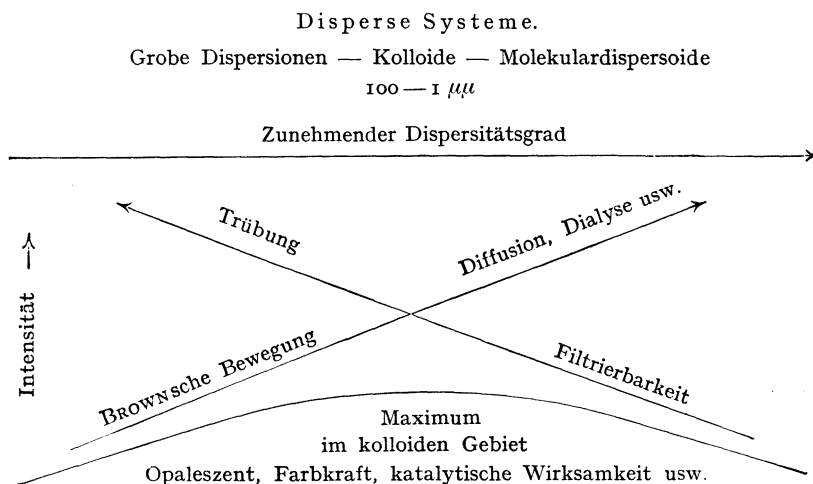 Disperse Systeme.
Grobe Dispersionen — Kolloide — Molekulardispersoide
100 — 1 μμ
Zunehmender Dispersitätsgrad
Trübung
Diffusion, Dialyse usw.
Intensität
BROWNsche Bewegung
Filtrierbarkeit
Maximum
im kolloiden Gebiet
Opaleszent, Farbkraft, katalytische Wirksamkeit usw.